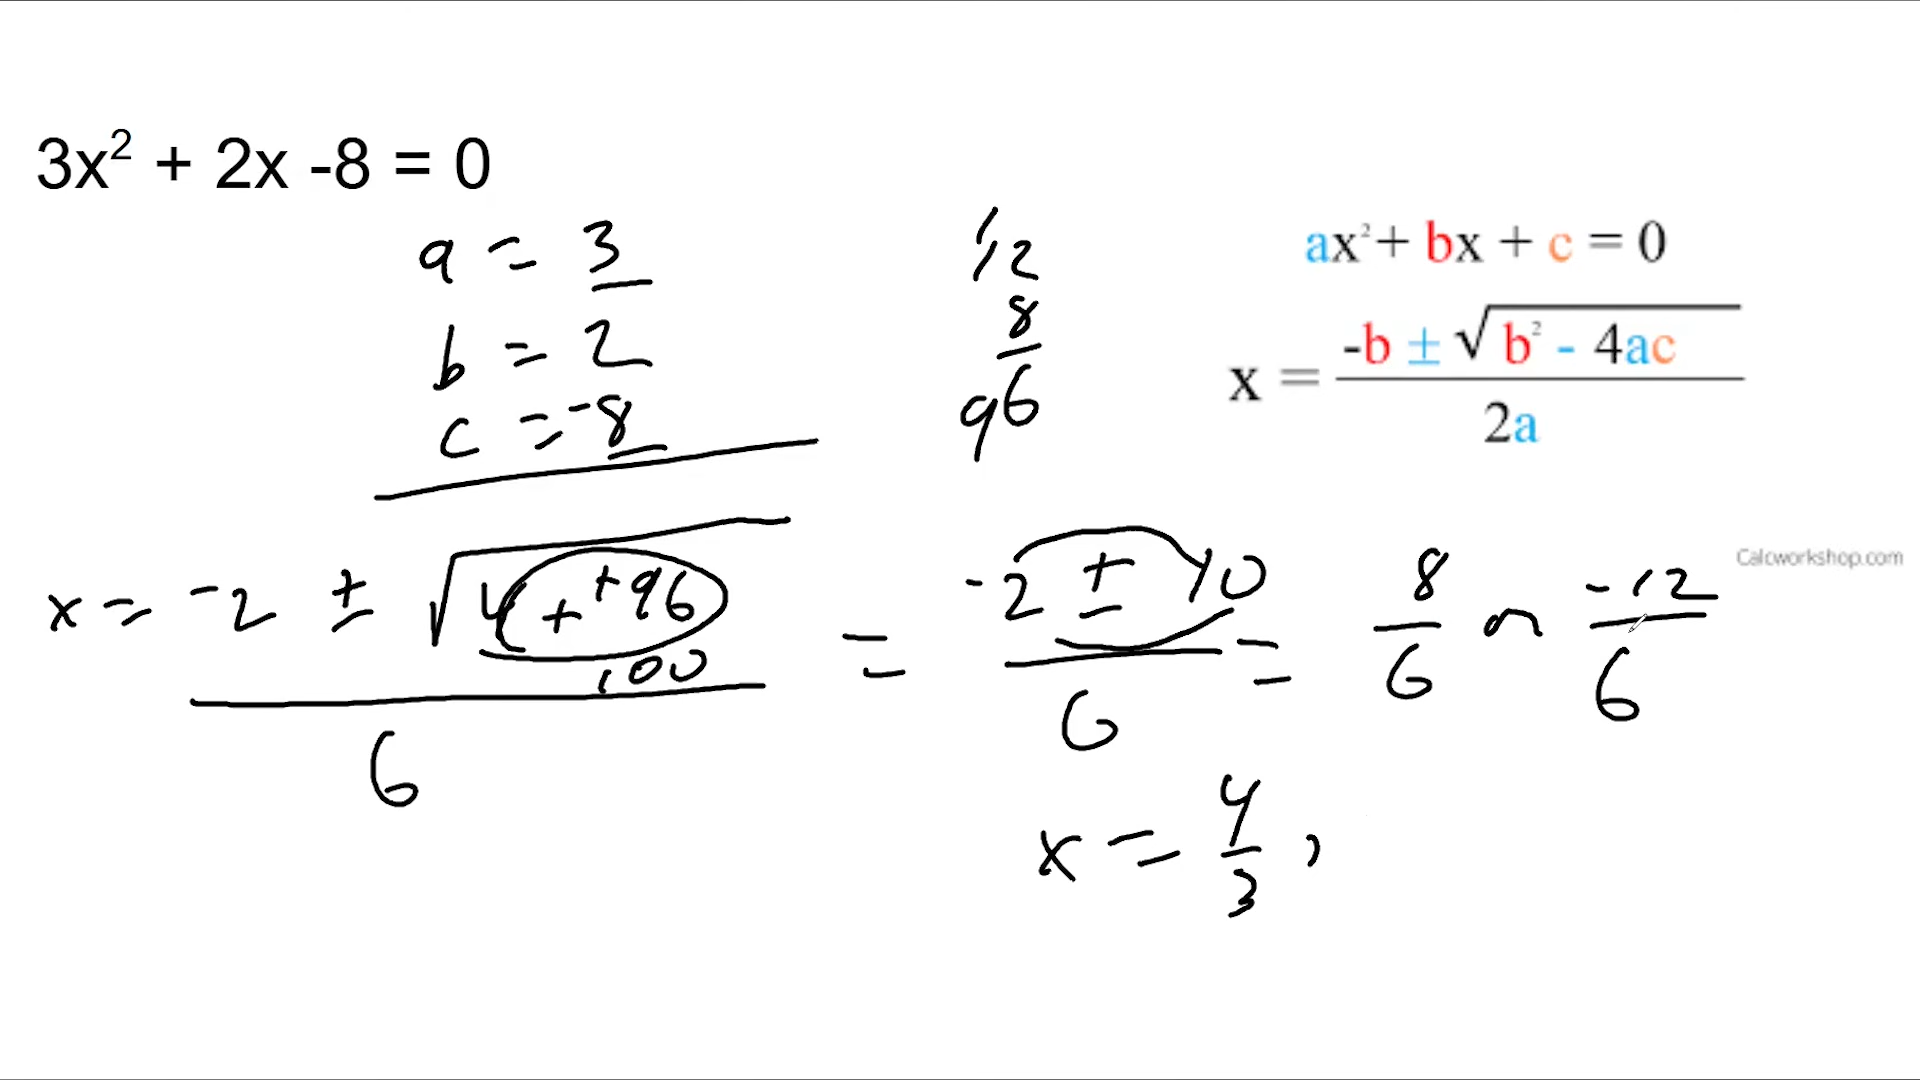 3x² + 2x -8 = 0
a = 3
b = 2
c = -8
12
8
96
ax² + bx + c = 0
x = -b ± √b² - 4ac
2a
Calcworkshop.com
x = -2 ± √4 + +96 = -2 ± 10 = 8 or -12
100
6 6 6 6
x = 4/3 ,